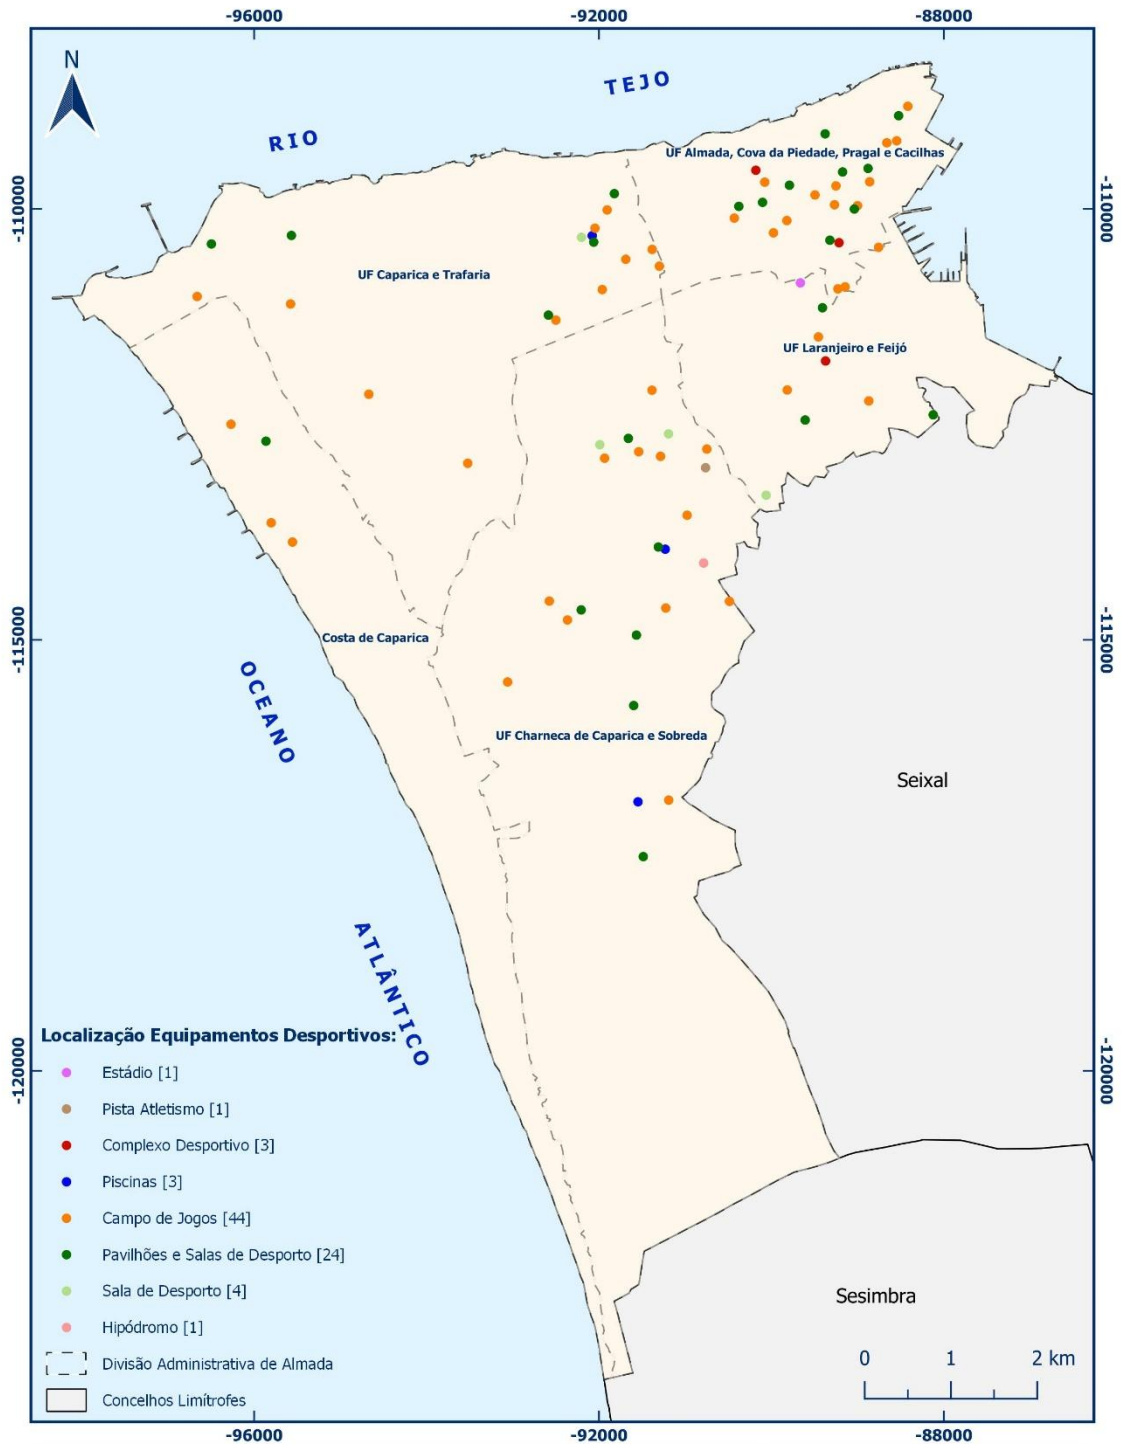 -96000
-92000
-88000
N
TEJO
RIO
UF Almada, Cova da Piedade, Pragal e Cacilhas
-110000
-110000
UF Caparica e Trafaria
UF Laranjeiro e Feijó
-115000
Costa de Caparica
-115000
OCEANO
UF Charneca de Caparica e Sobreda
Seixal
ATLÂNTICO
Localização Equipamentos Desportivos:
-120000
-120000
Estádio [1]
Pista Atletismo [1]
Complexo Desportivo [3]
Piscinas [3]
Campo de Jogos [44]
Pavilhões e Salas de Desporto [24]
Sala de Desporto [4]
Hipódromo [1]
Divisão Administrativa de Almada
Concelhos Limítrofes
Sesimbra
0 1 2 km
-96000
-92000
-88000